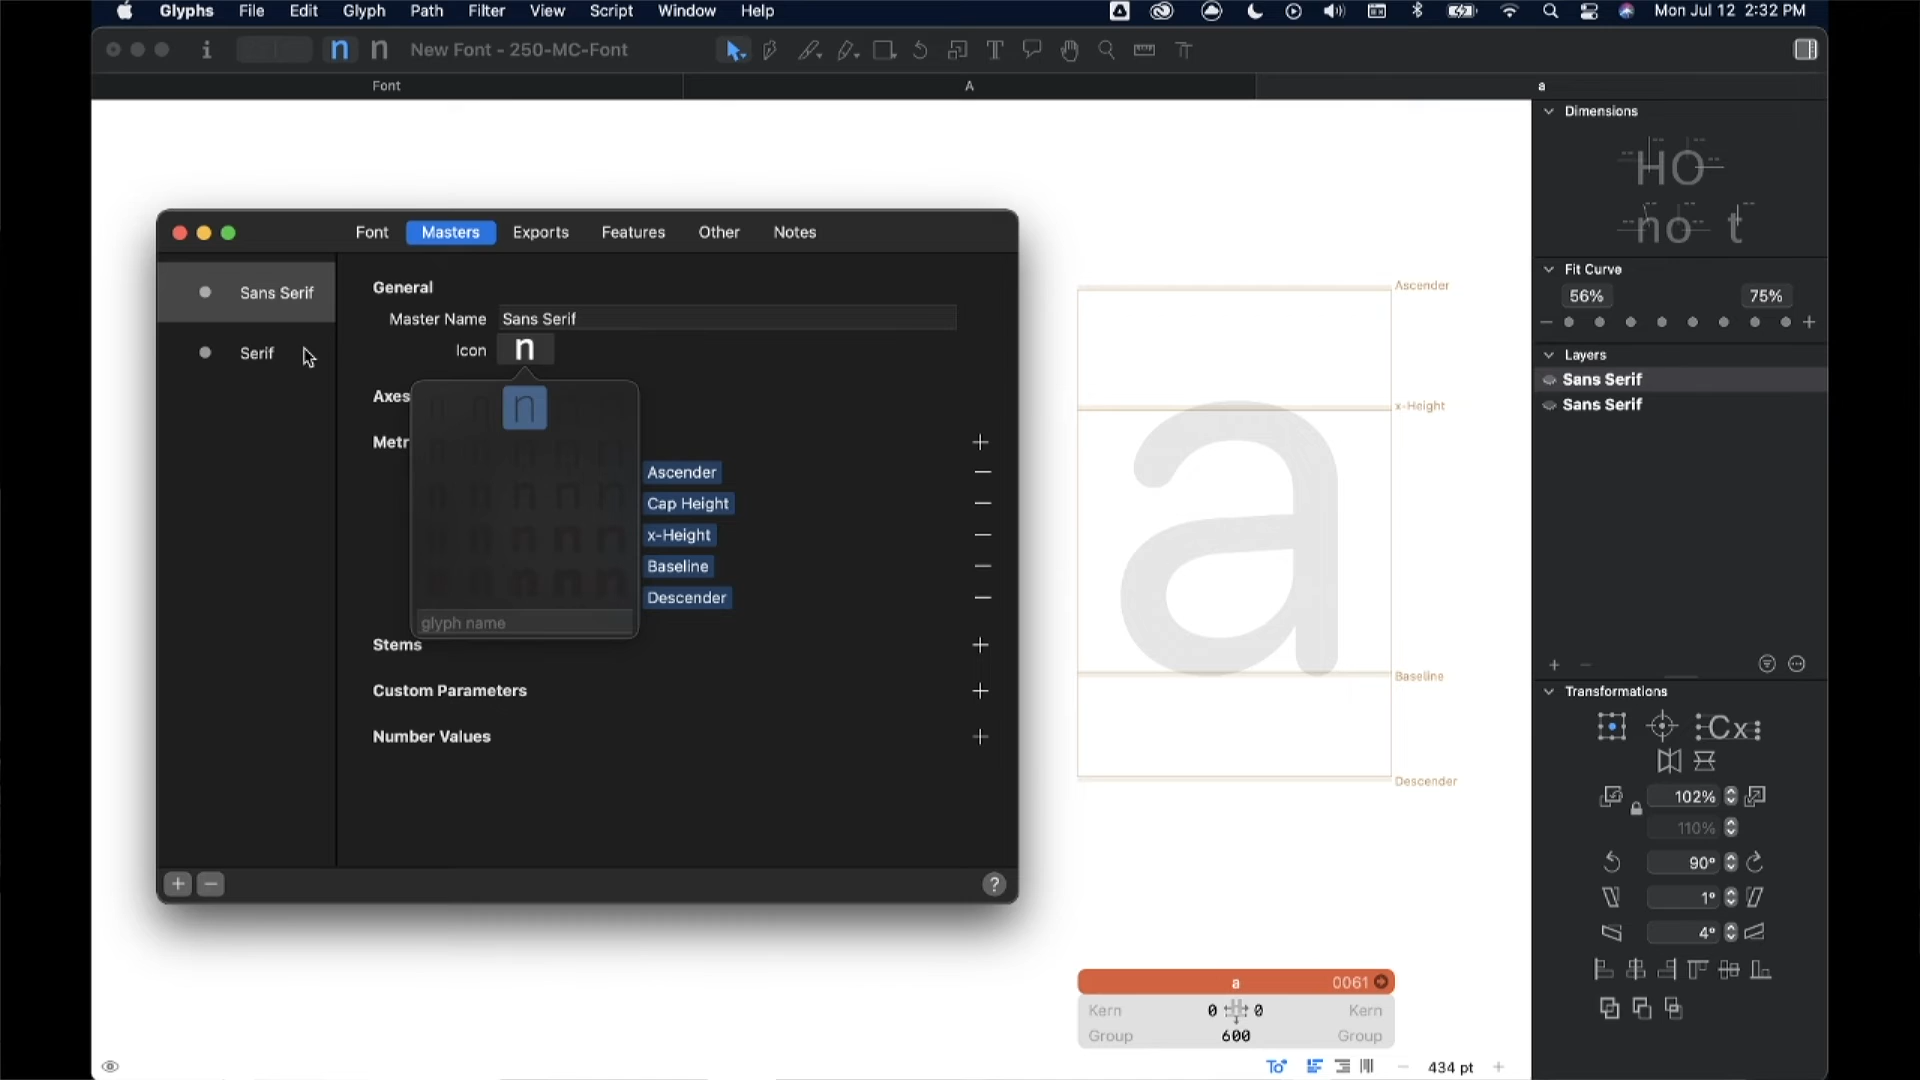 Glyphs File Edit Glyph Path Filter View Script Window Help Mon Jul 12 2:32 PM
n n New Font - 250-MC-Font
Font A a
Dimensions
HO
no t
Fit Curve
56% 75%
Layers
Sans Serif
Sans Serif
Transformations
Cx
102%
110%
90°
1°
4°
Font Masters Exports Features Other Notes
Sans Serif
Serif
General
Master Name Sans Serif
Icon n
Axes
Metr
n
Ascender
Cap Height
x-Height
Baseline
Descender
glyph name
Stems
Custom Parameters
Number Values
?
Ascender
x-Height
a
Baseline
Descender
a 0061
Kern 0 H 0 Kern
Group 600 Group
434 pt